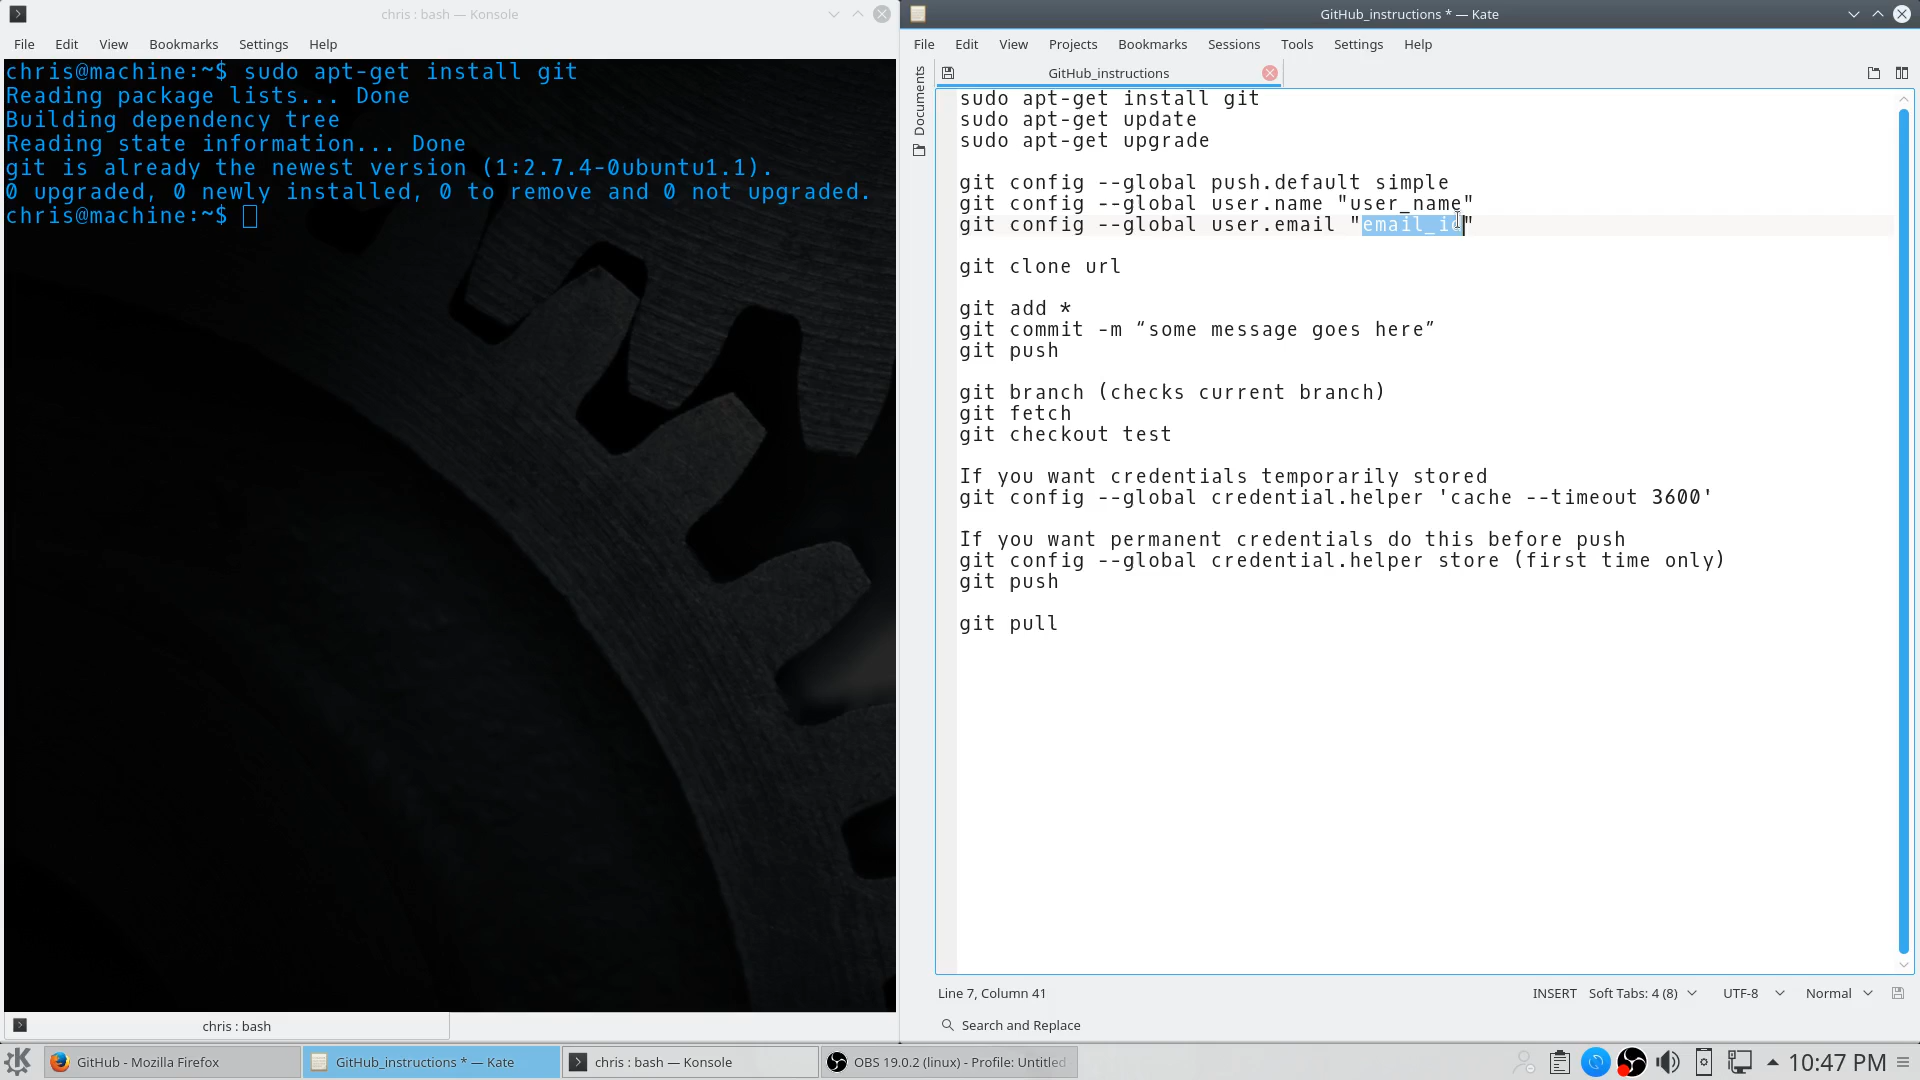 chris : bash — Konsole
File Edit View Bookmarks Settings Help
chris@machine:~$ sudo apt-get install git
Reading package lists... Done
Building dependency tree
Reading state information... Done
git is already the newest version (1:2.7.4-0ubuntu1.1).
0 upgraded, 0 newly installed, 0 to remove and 0 not upgraded.
chris@machine:~$
chris : bash
GitHub_instructions * — Kate
File Edit View Projects Bookmarks Sessions Tools Settings Help
Documents
GitHub_instructions
sudo apt-get install git
sudo apt-get update
sudo apt-get upgrade
git config --global push.default simple
git config --global user.name "user_name"
git config --global user.email "email_id"
git clone url
git add *
git commit -m “some message goes here”
git push
git branch (checks current branch)
git fetch
git checkout test
If you want credentials temporarily stored
git config --global credential.helper 'cache --timeout 3600'
If you want permanent credentials do this before push
git config --global credential.helper store (first time only)
git push
git pull
Line 7, Column 41 INSERT Soft Tabs: 4 (8) UTF-8 Normal
Search and Replace
GitHub - Mozilla Firefox GitHub_instructions * — Kate chris : bash — Konsole OBS 19.0.2 (linux) - Profile: Untitled 10:47 PM